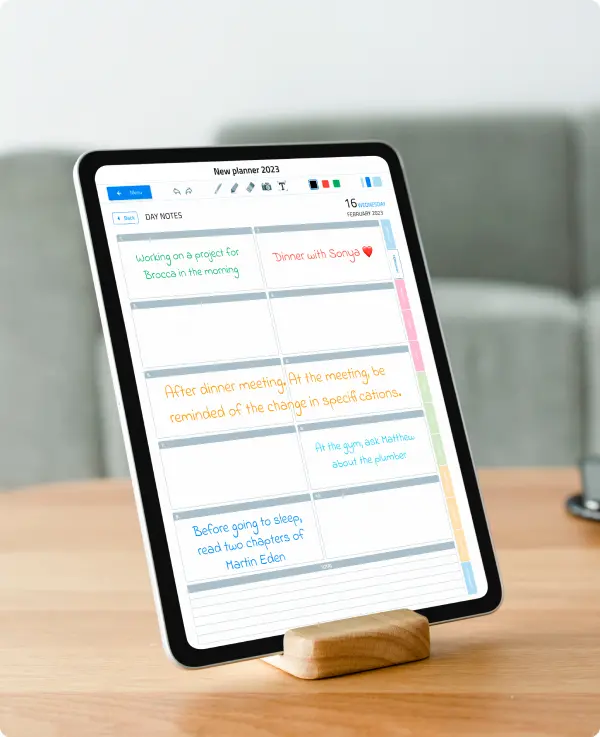 New planner 2023
Menu
T
Back
DAY NOTES
16 WEDNESDAY
FEBRUARY 2023
Working on a project for
Brocca in the morning
Dinner with Sonya ❤️
After dinner meeting. At the meeting, be
reminded of the change in specifi cations.
At the gym, ask Matthew
about the plumber
Before going to sleep,
read two chapters of
Martin Eden